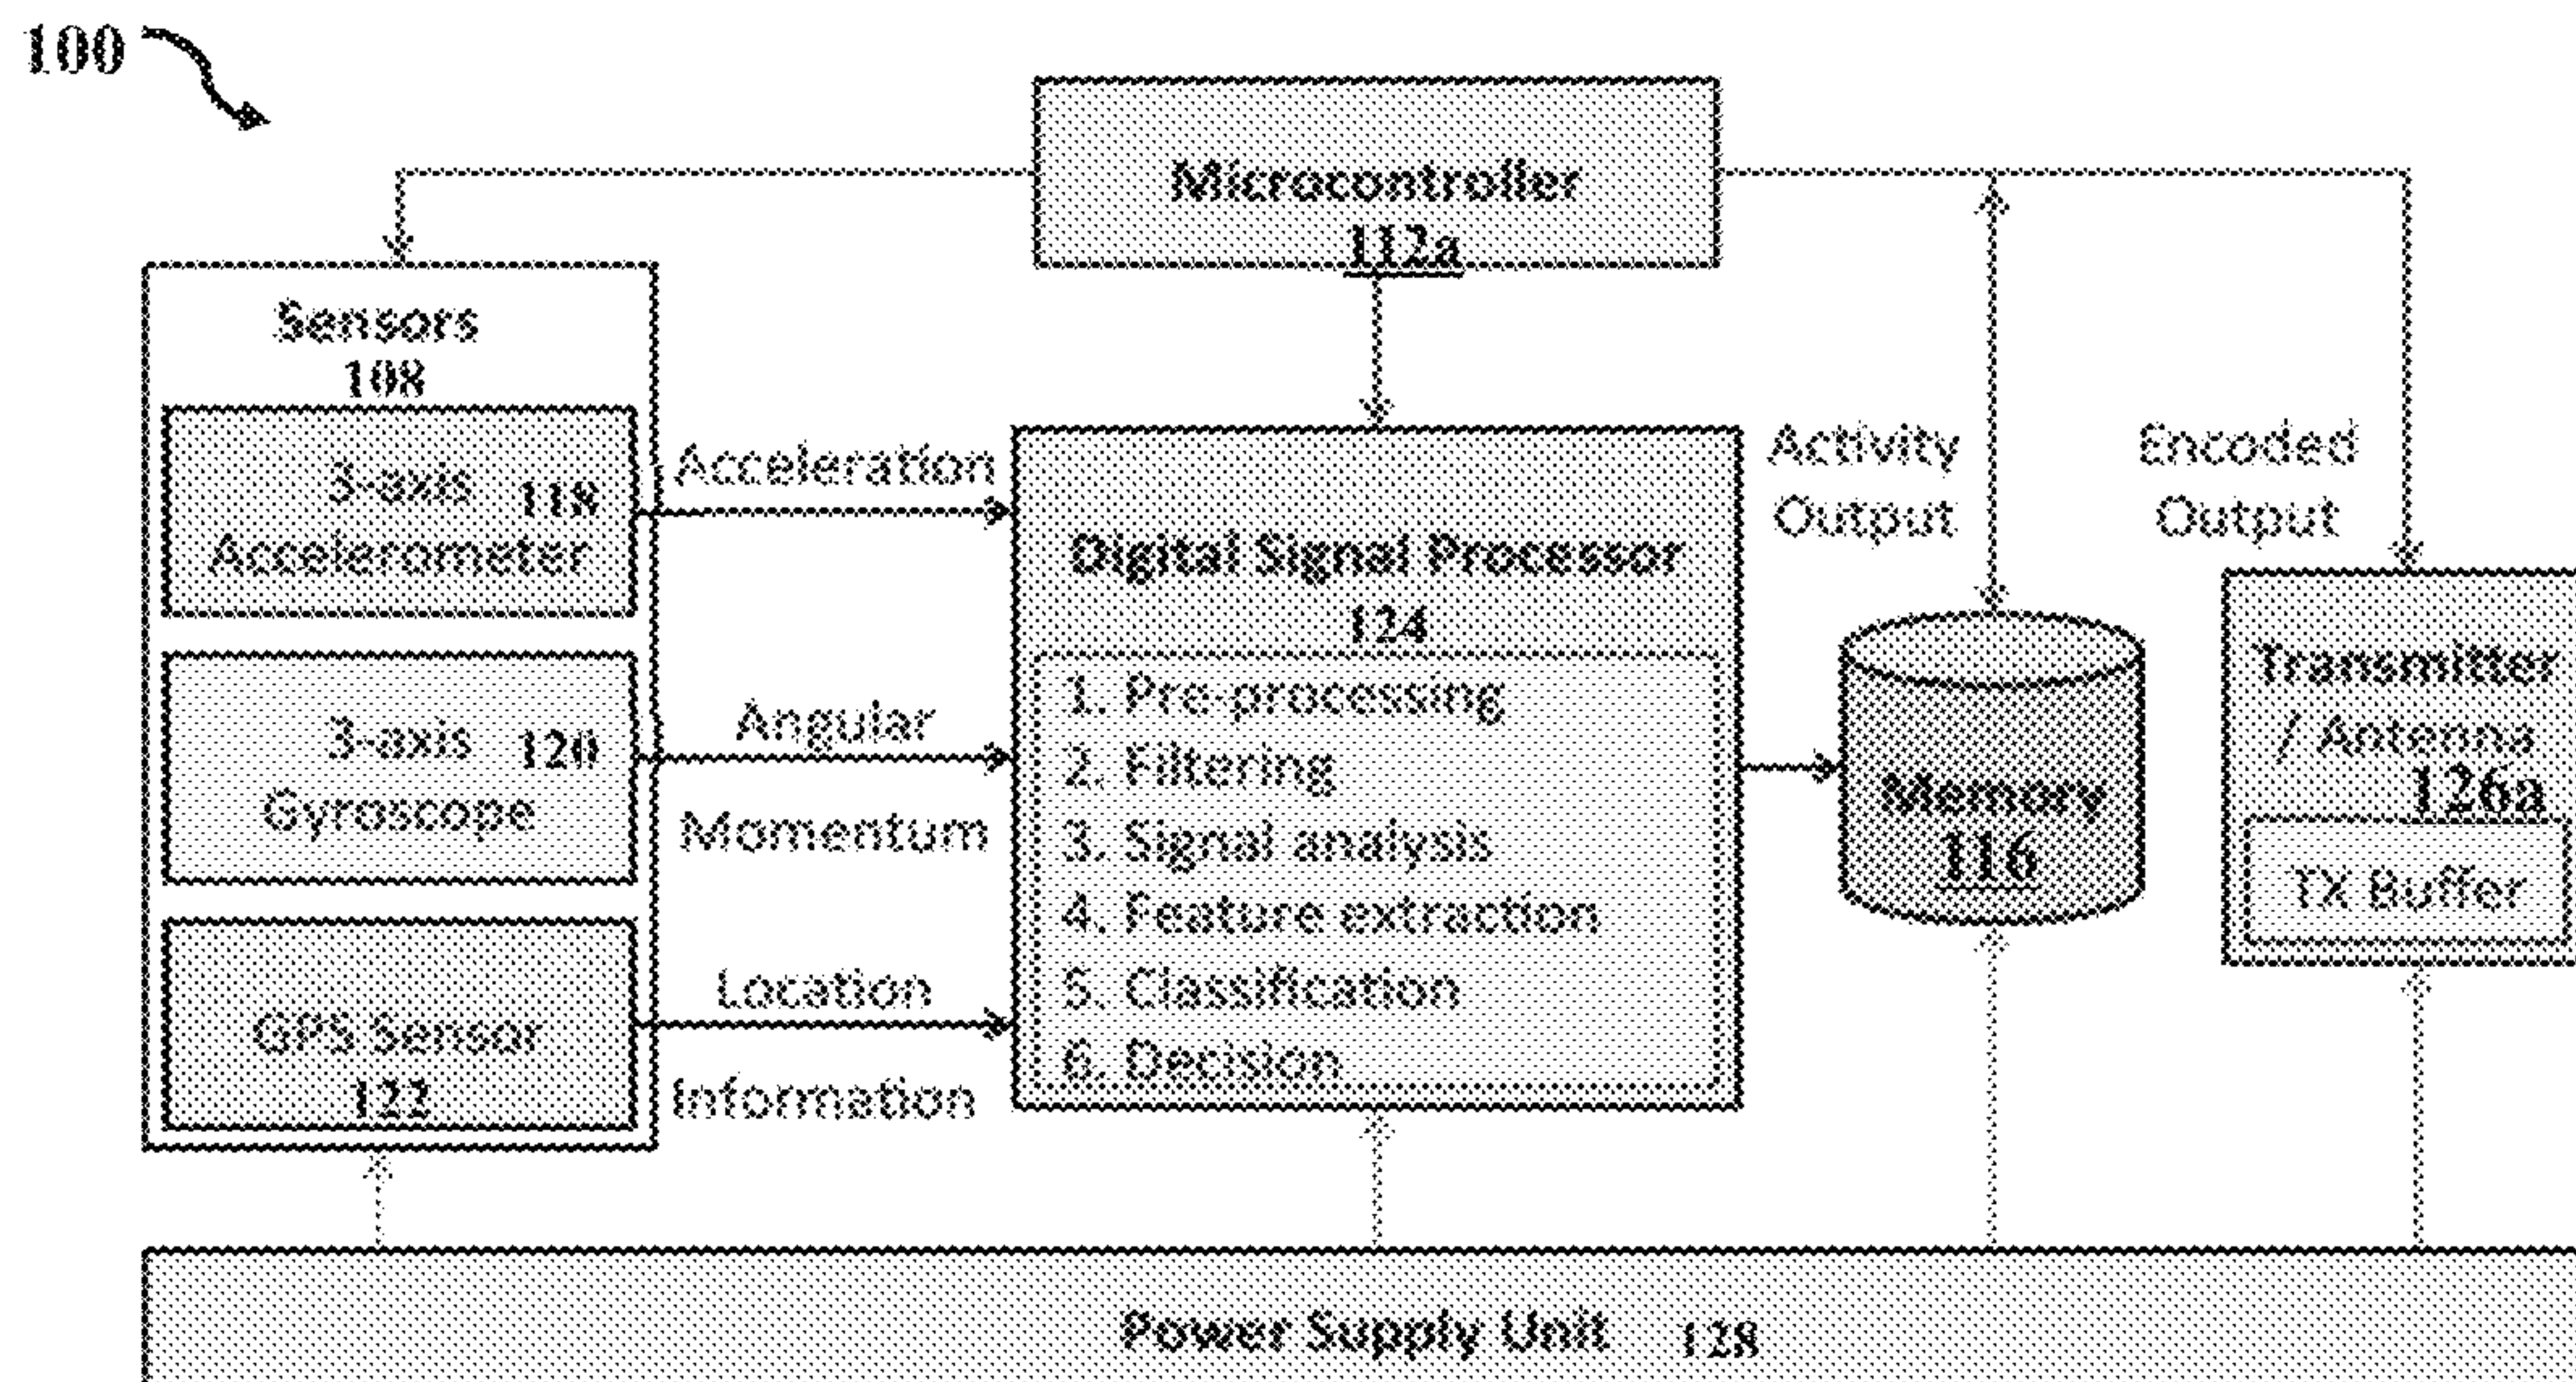 100
Microcontroller
112a
Sensors
108
3-axis 118
Accelerometer
3-axis 120
Gyroscope
GPS Sensor
122
Acceleration
Angular
Momentum
Location
Information
Digital Signal Processor
124
1. Pre-processing
2. Filtering
3. Signal analysis
4. Feature extraction
5. Classification
6. Decision
Activity
Output
Memory
116
Encoded
Output
Transmitter
/ Antenna
126a
TX Buffer
Power Supply Unit 128